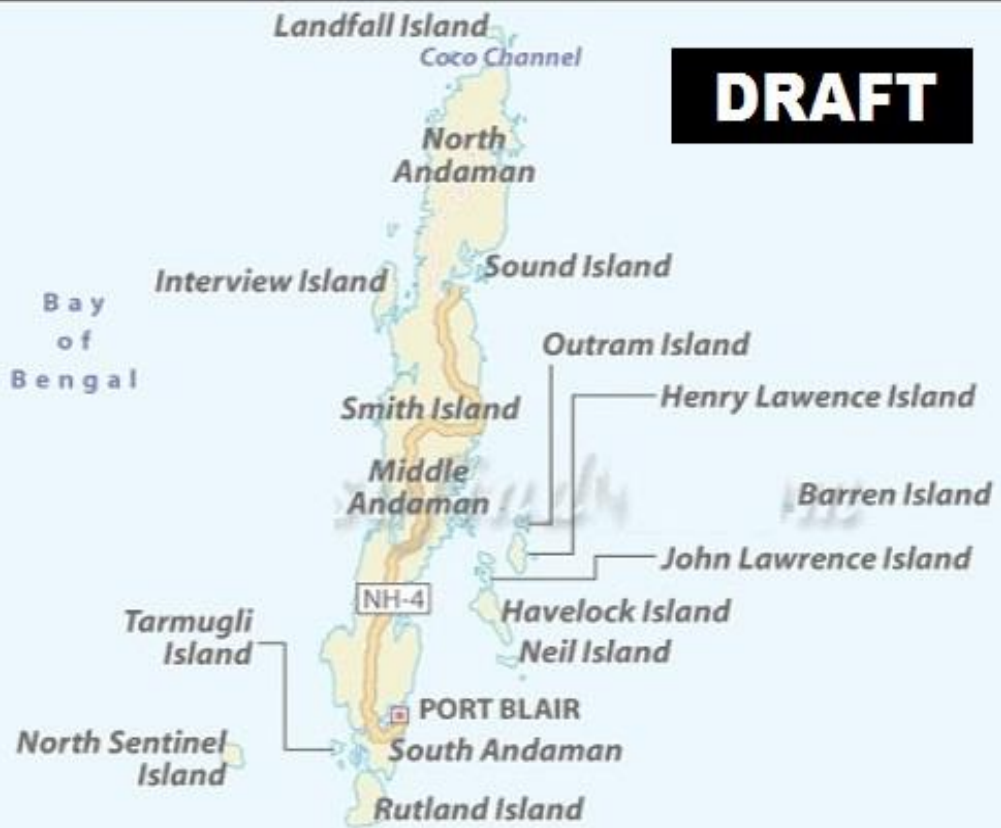 Landfall Island
Coco Channel
DRAFT
North
Andaman
Sound Island
Interview Island
Bay
of
Bengal
Outram Island
Henry Lawence Island
Smith Island
Middle
Andaman
Barren Island
John Lawrence Island
NH-4
Havelock Island
Tarmugli
Island
Neil Island
PORT BLAIR
North Sentinel
Island
South Andaman
Rutland Island